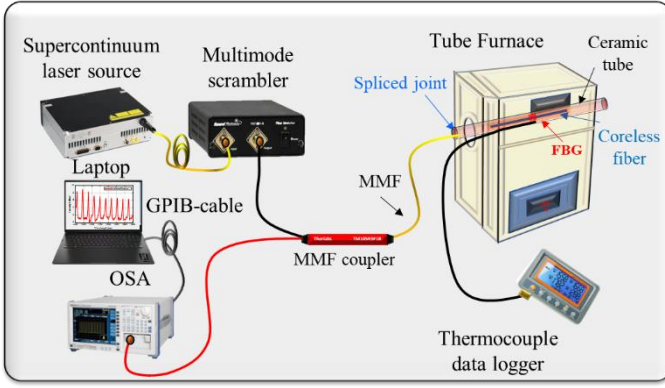 Supercontinuum
laser source
Multimode
scrambler
Tube Furnace
Ceramic
tube
Spliced joint
FBG
Coreless
fiber
Laptop
GPIB-cable
MMF
MMF coupler
OSA
Thermocouple
data logger